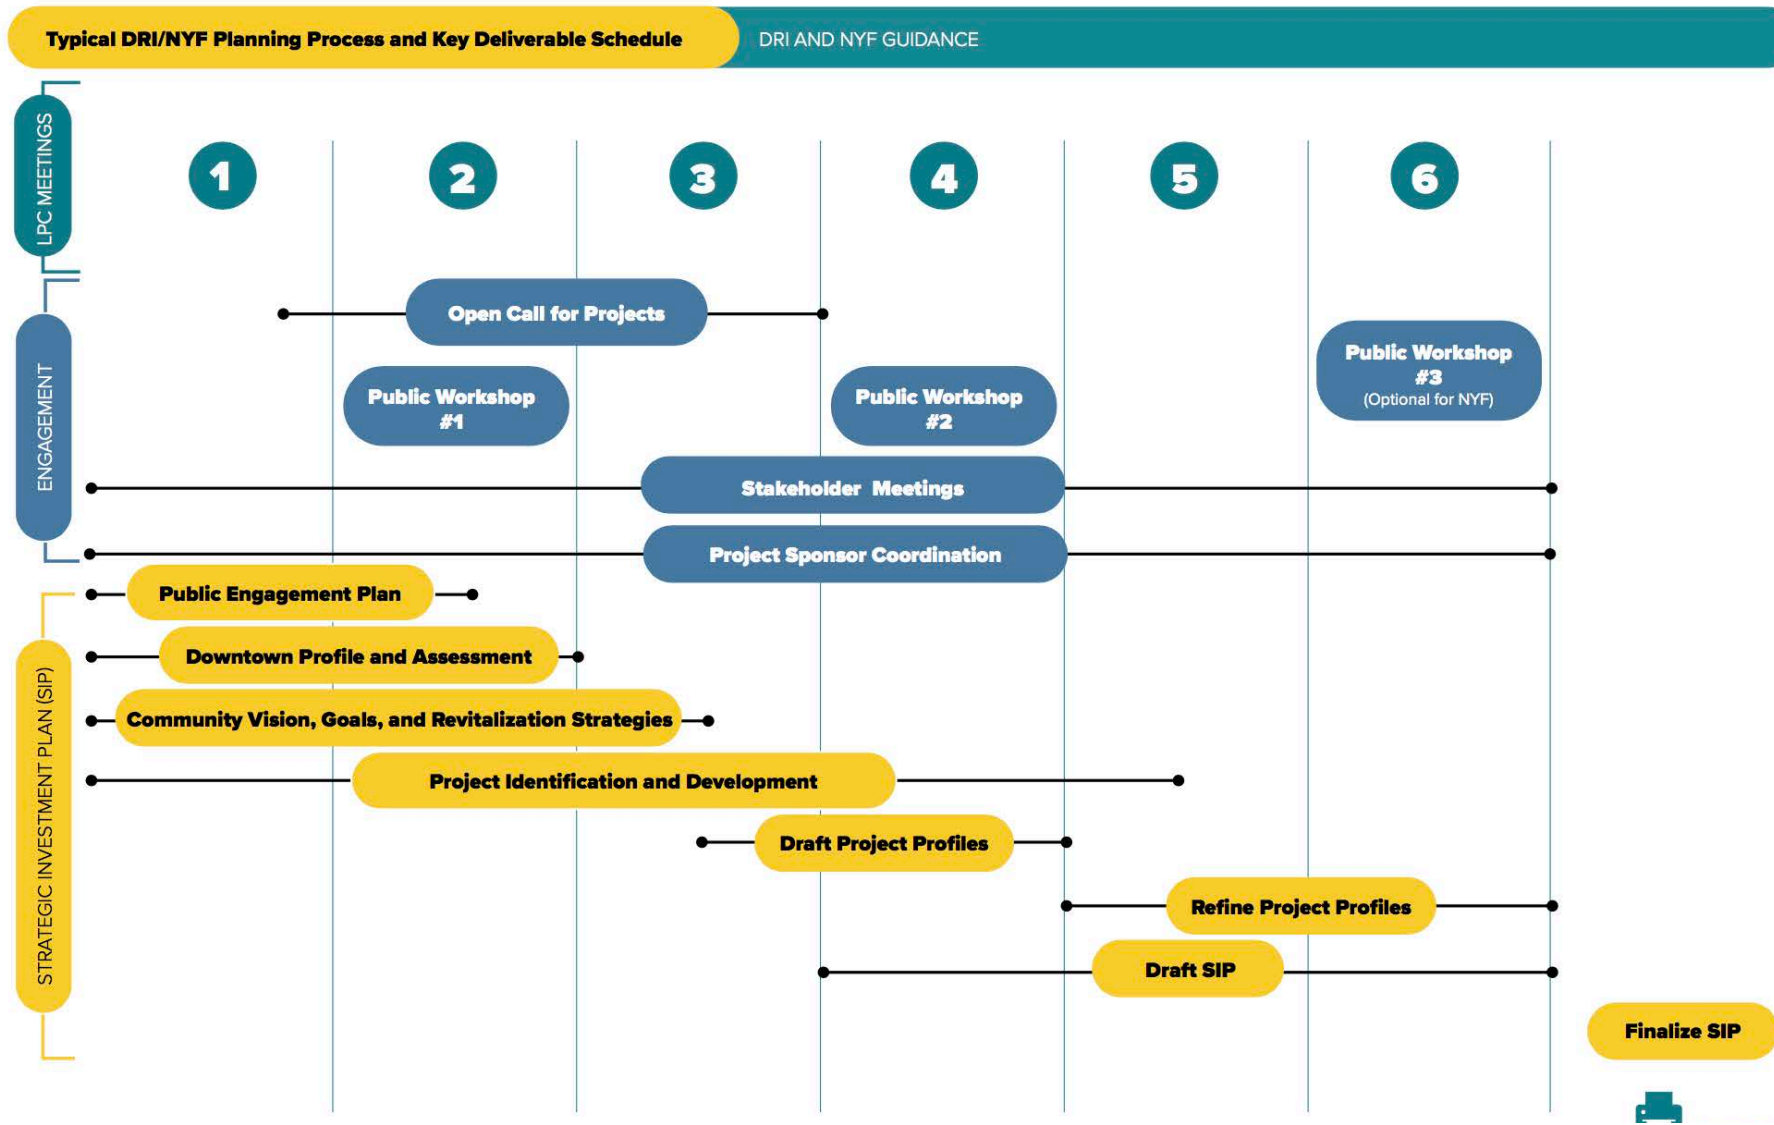 Typical DRI/NYF Planning Process and Key Deliverable Schedule
DRI AND NYF GUIDANCE
LPC MEETINGS
1
2
3
4
5
6
ENGAGEMENT
Open Call for Projects
Public Workshop
#1
Public Workshop
#2
Public Workshop
#3
(Optional for NYF)
Stakeholder Meetings
Project Sponsor Coordination
STRATEGIC INVESTMENT PLAN (SIP)
Public Engagement Plan
Downtown Profile and Assessment
Community Vision, Goals, and Revitalization Strategies
Project Identification and Development
Draft Project Profiles
Refine Project Profiles
Draft SIP
Finalize SIP